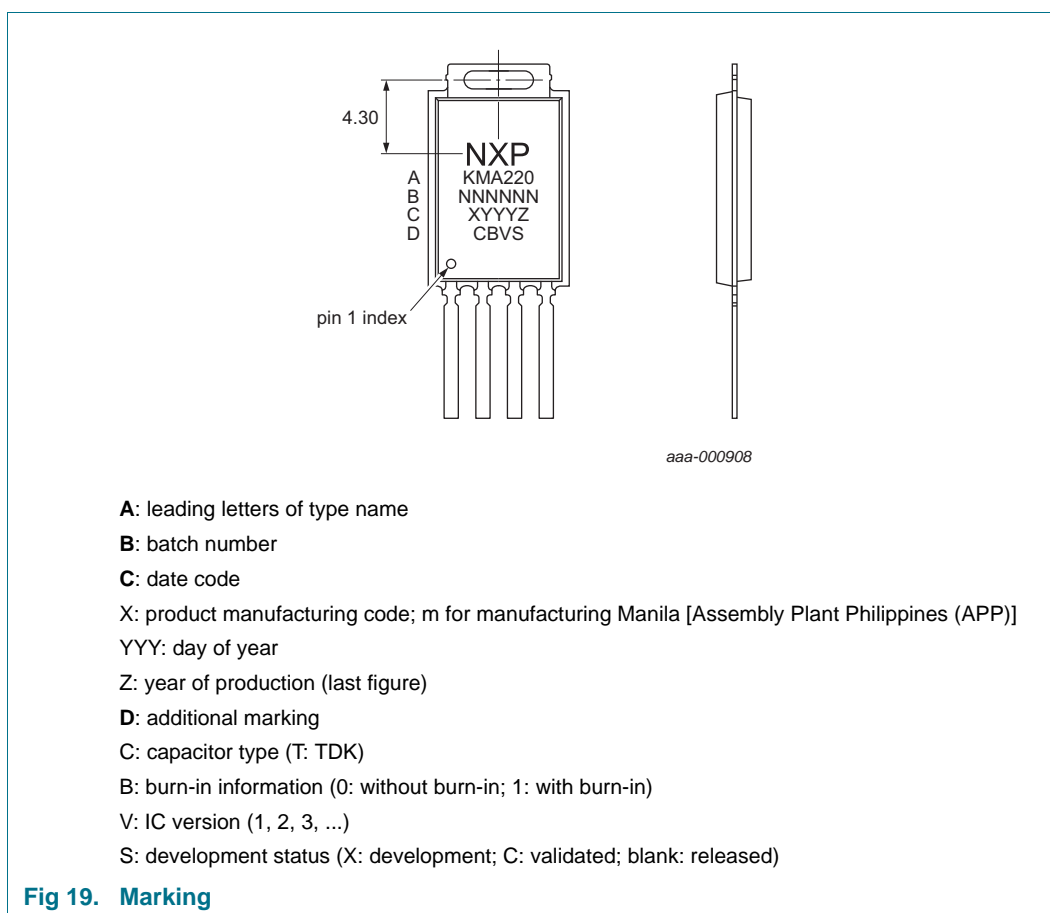 4.30
NXP
A KMA220
B NNNNNN
C XYYYZ
D CBVS
pin 1 index
aaa-000908
A: leading letters of type name
B: batch number
C: date code
X: product manufacturing code; m for manufacturing Manila [Assembly Plant Philippines (APP)]
YYY: day of year
Z: year of production (last figure)
D: additional marking
C: capacitor type (T: TDK)
B: burn-in information (0: without burn-in; 1: with burn-in)
V: IC version (1, 2, 3, ...)
S: development status (X: development; C: validated; blank: released)
Fig 19. Marking